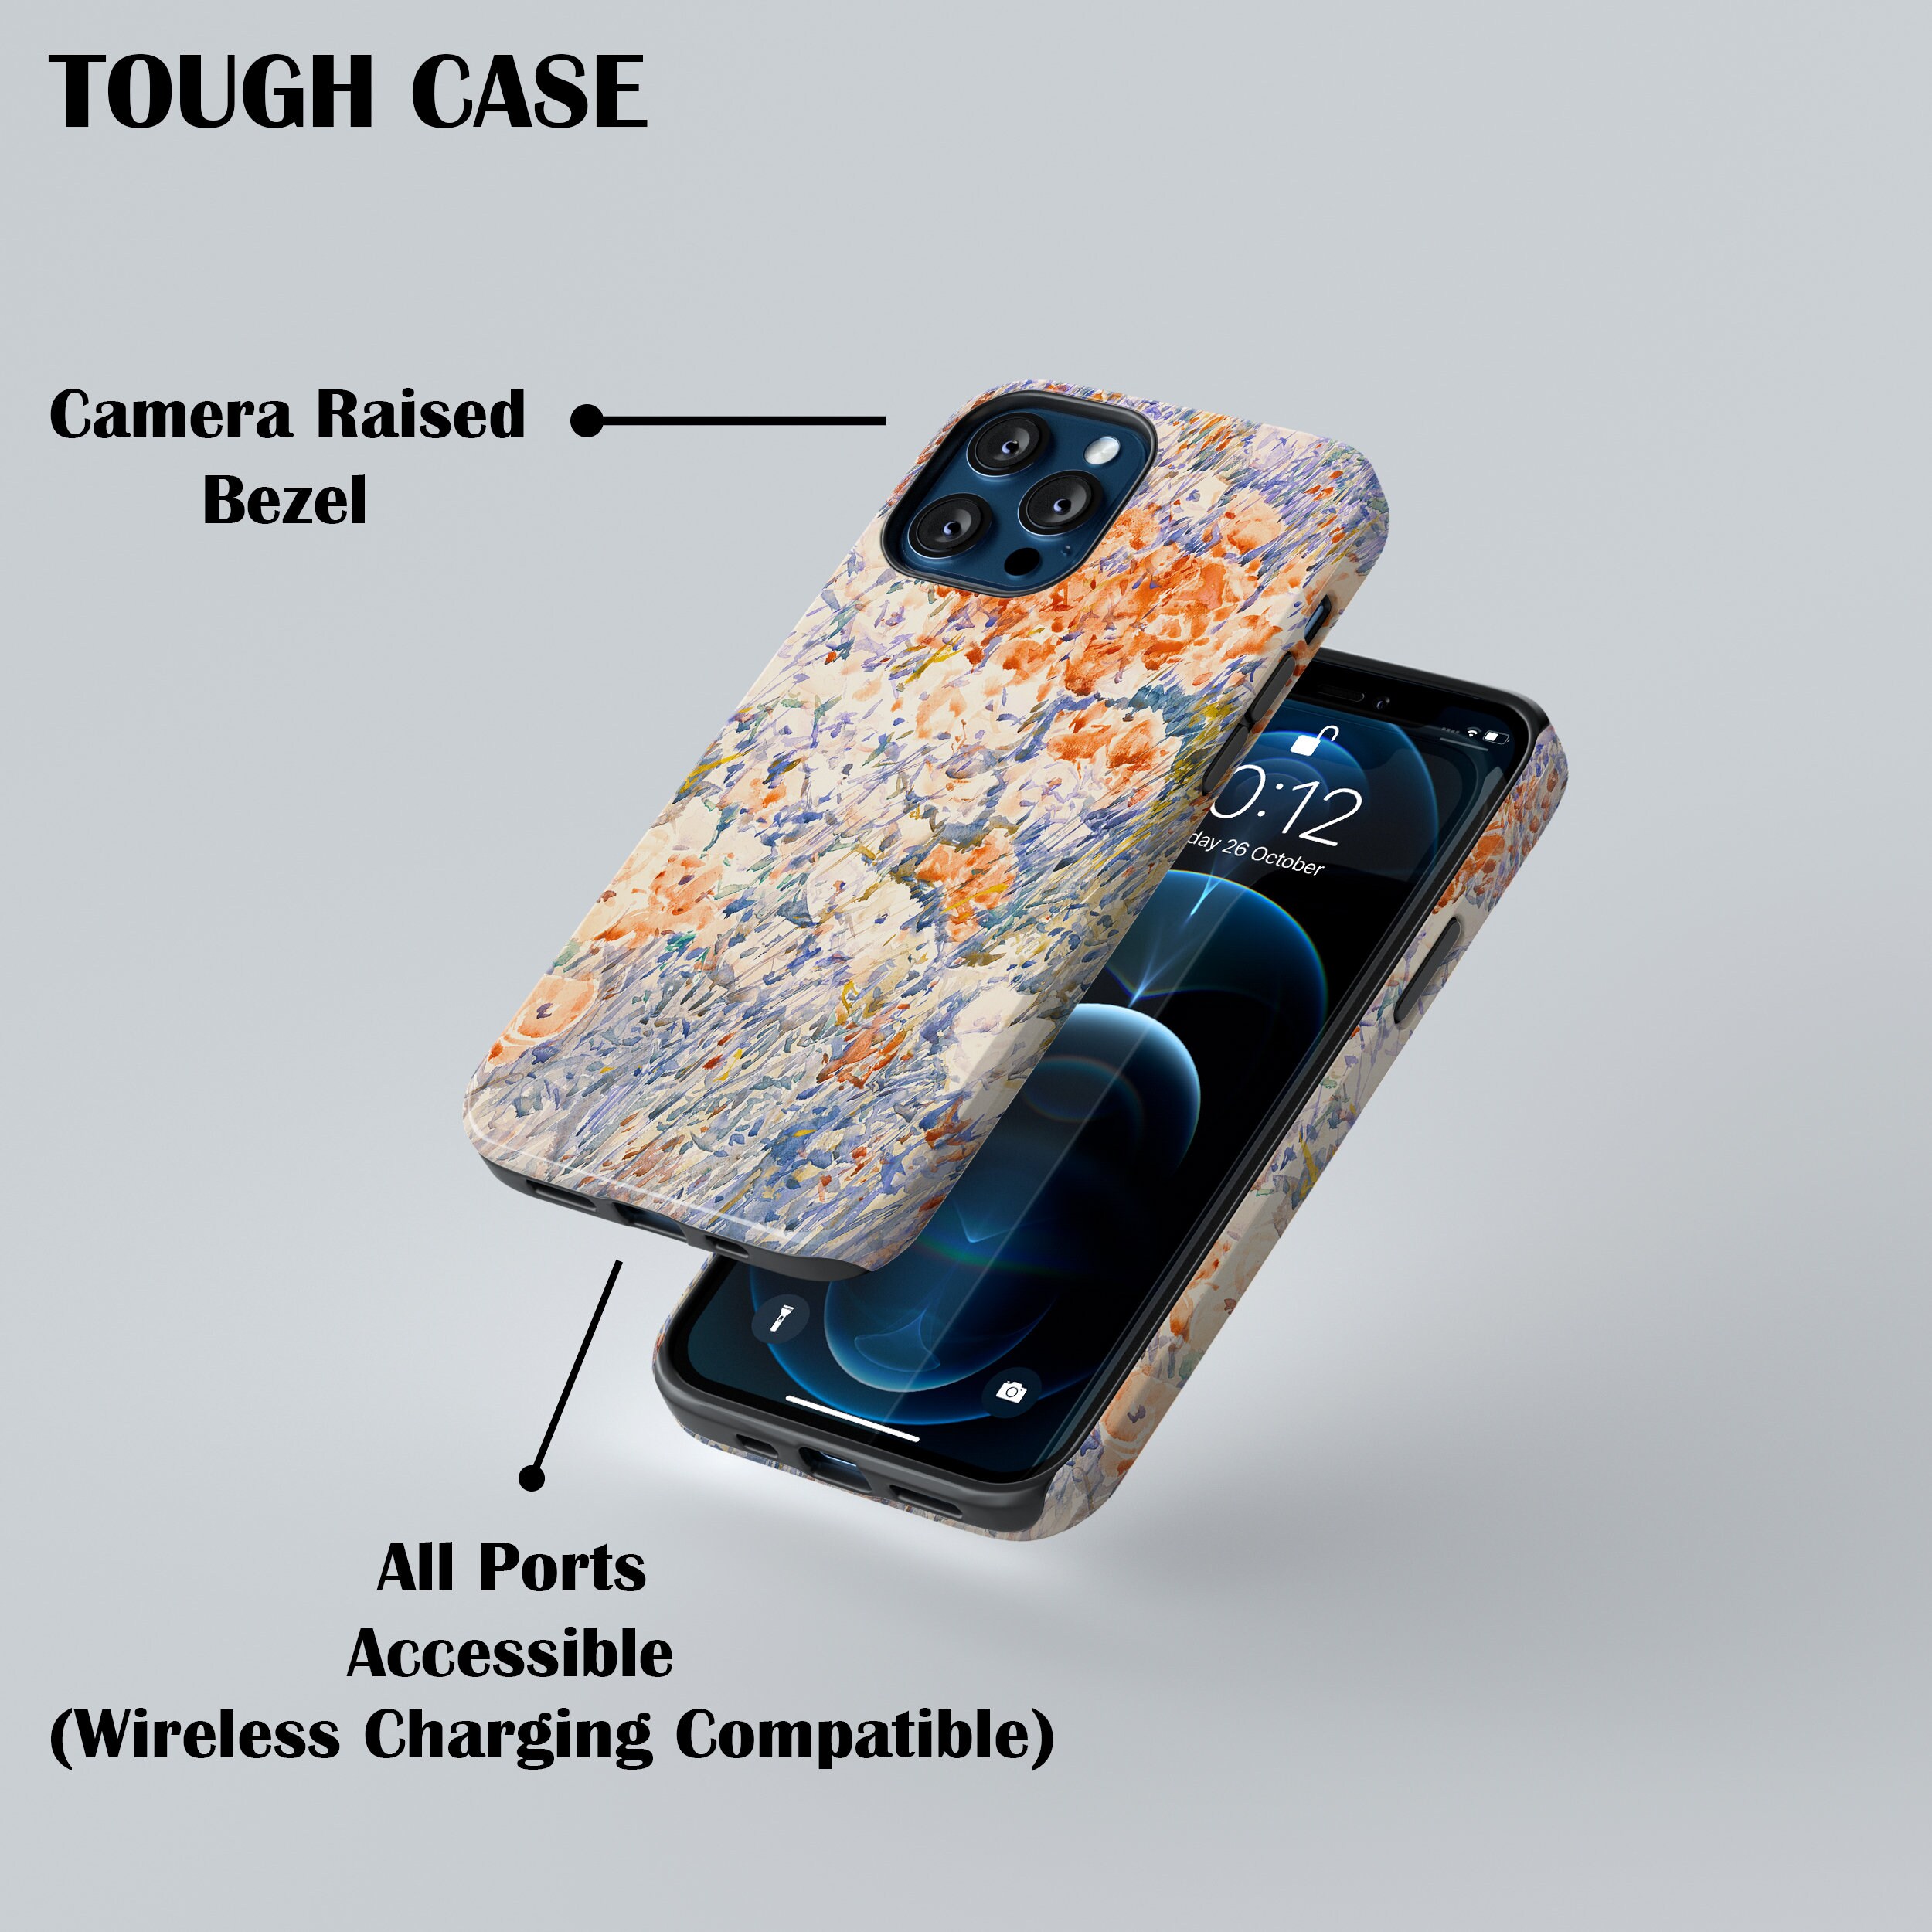 TOUGH CASE
Camera Raised
Bezel
0:12
day 26 October
All Ports
Accessible
(Wireless Charging Compatible)